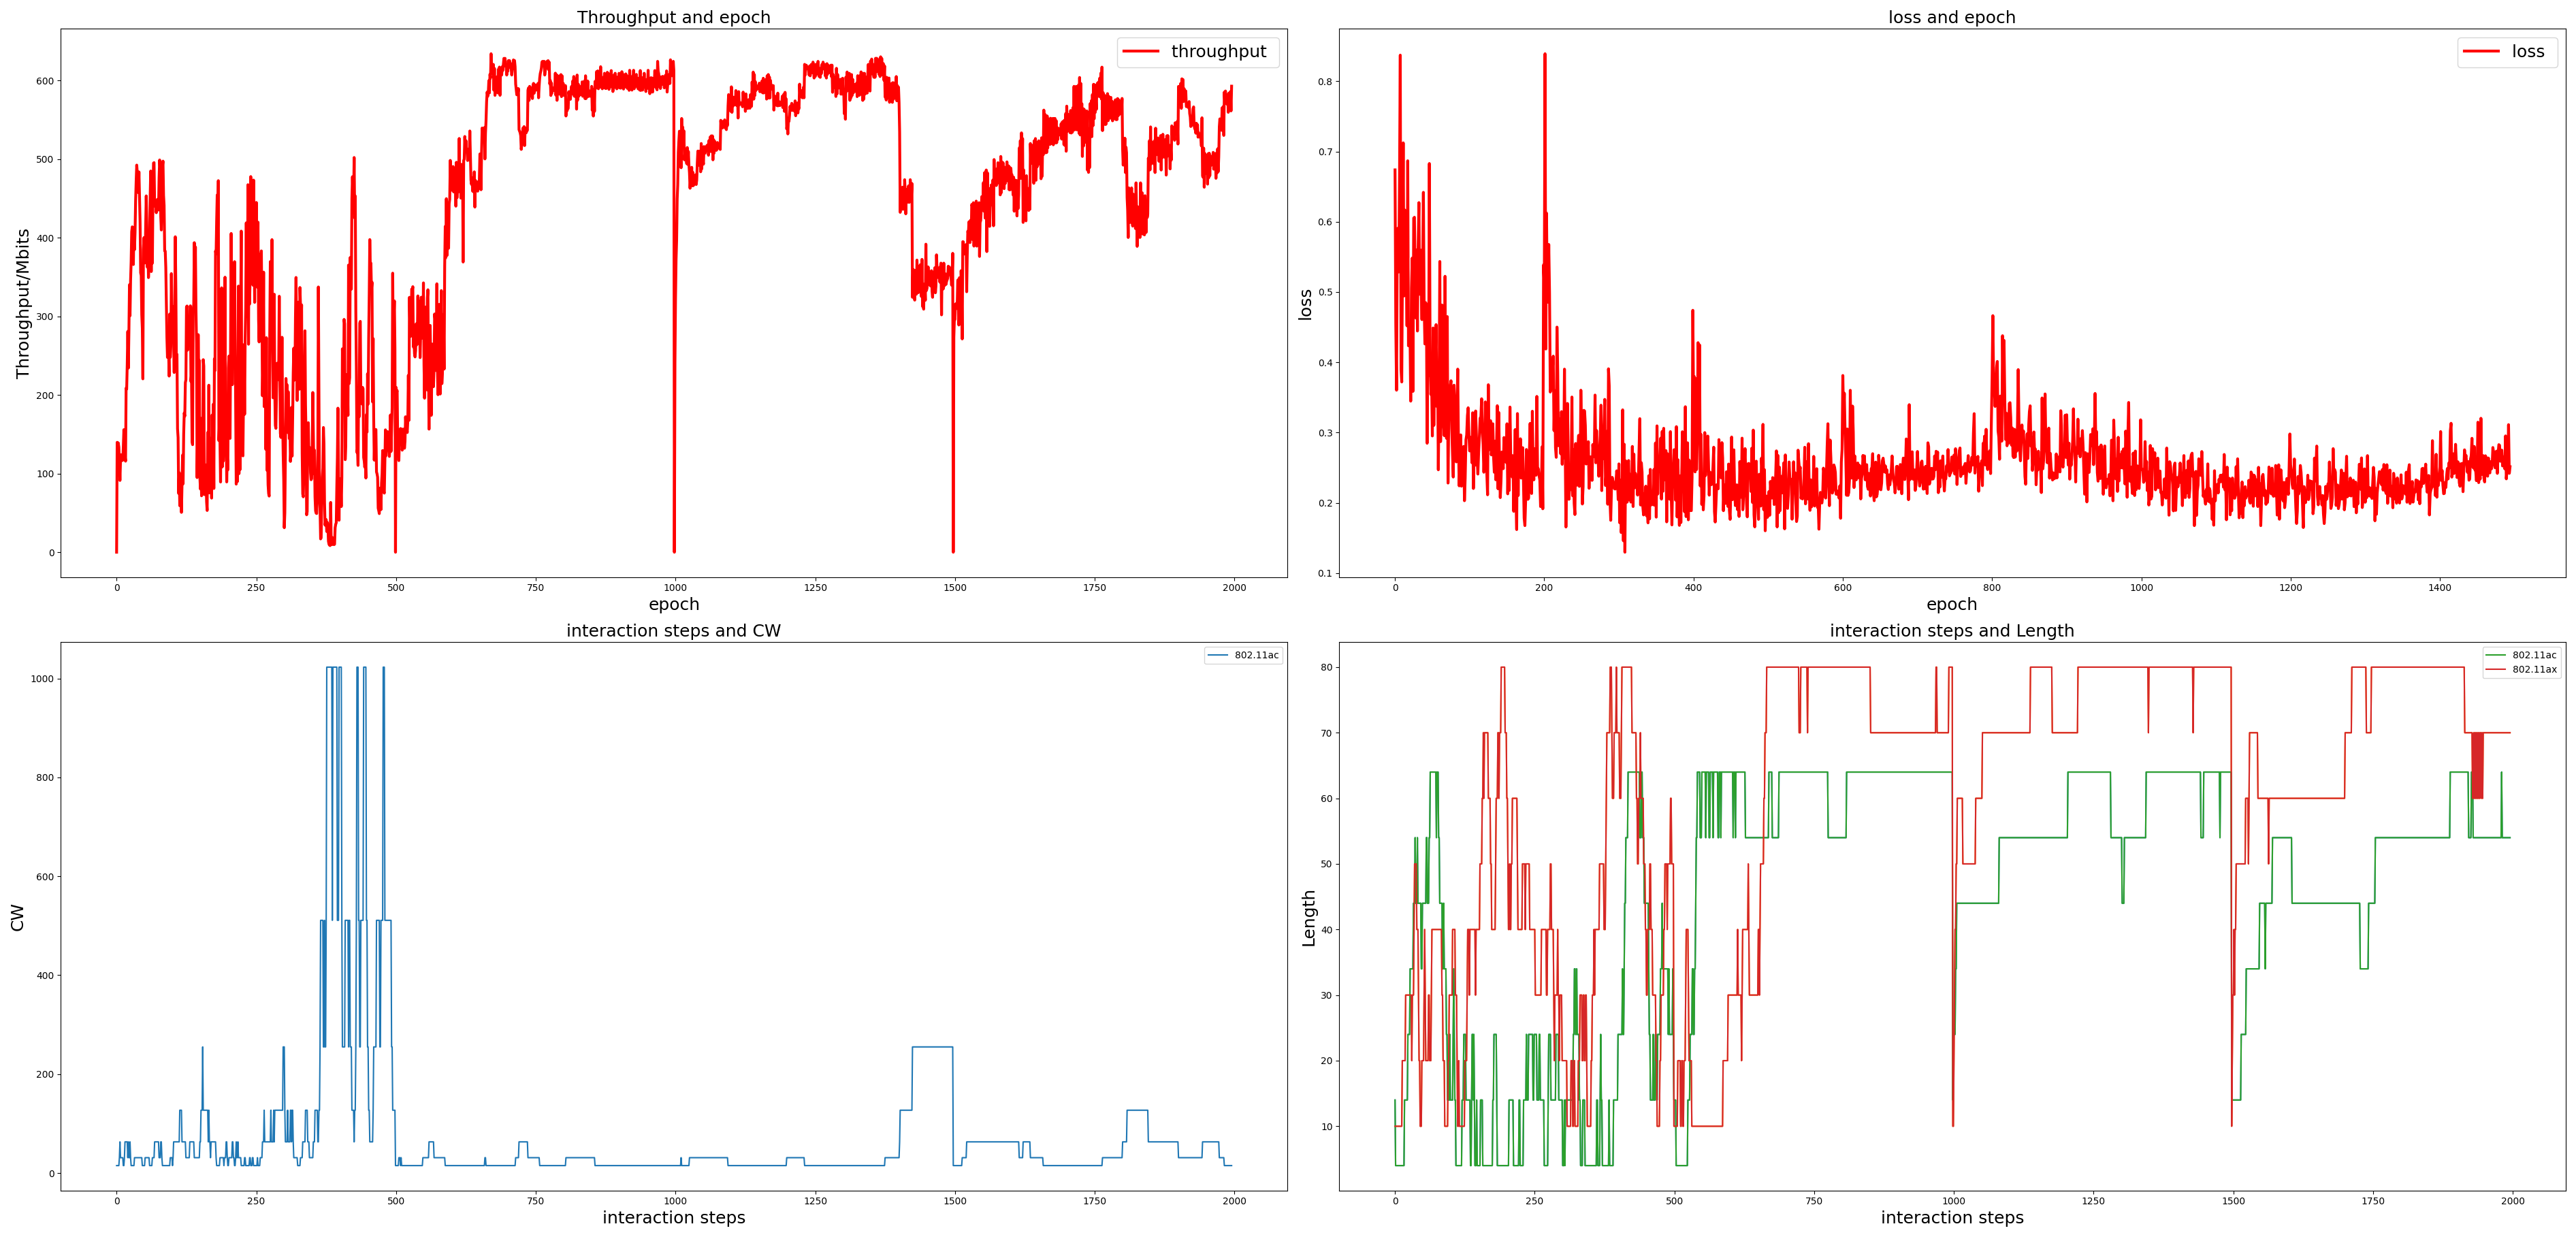 Throughput and epoch
throughput
Throughput/Mbits
600
500
400
300
200
100
0
0 250 500 750 1000 1250 1500 1750 2000
epoch
loss and epoch
loss
loss
0.8
0.7
0.6
0.5
0.4
0.3
0.2
0.1
0 200 400 600 800 1000 1200 1400
epoch
interaction steps and CW
802.11ac
CW
1000
800
600
400
200
0
0 250 500 750 1000 1250 1500 1750 2000
interaction steps
interaction steps and Length
802.11ac
802.11ax
Length
80
70
60
50
40
30
20
10
0 250 500 750 1000 1250 1500 1750 2000
interaction steps